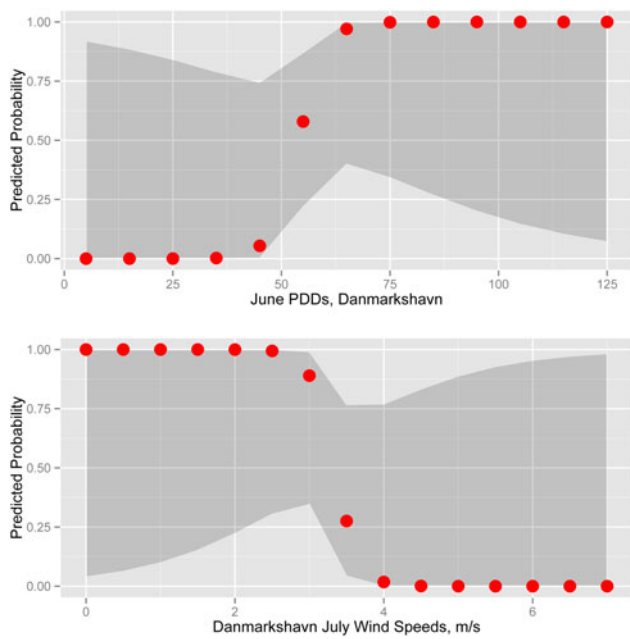 Predicted Probability
1.00
0.75
0.50
0.25
0.00
0 25 50 75 100 125
June PDDs, Danmarkshavn
Predicted Probability
1.00
0.75
0.50
0.25
0.00
0 2 4 6
Danmarkshavn July Wind Speeds, m/s